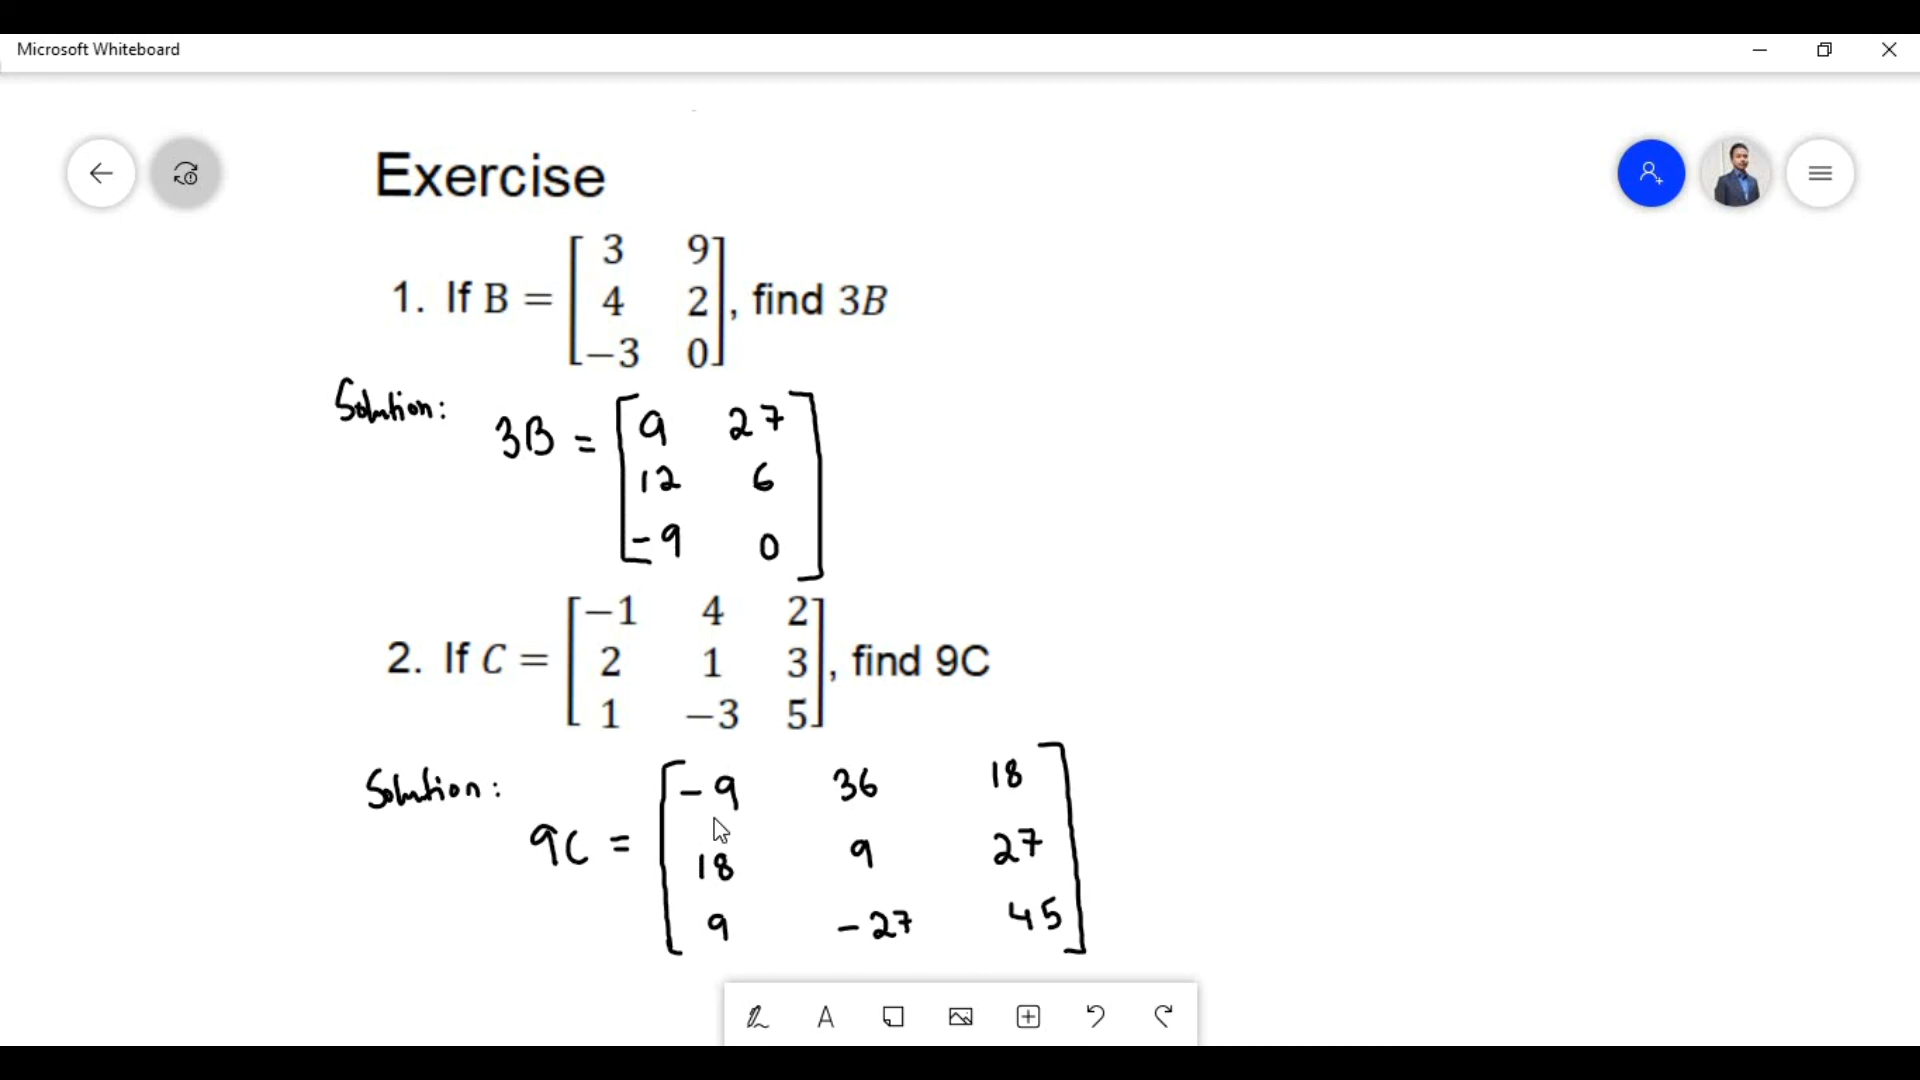 Microsoft Whiteboard
Exercise
3 9
1. If B = 4 2 , find 3B
−3 0
Solution:
9 27
3B =
12 6
-9 0
−1 4 2
2. If C = 2 1 3 , find 9C
1 −3 5
Solution:
-9 36 18
9C =
18 9 27
9 -27 45
A